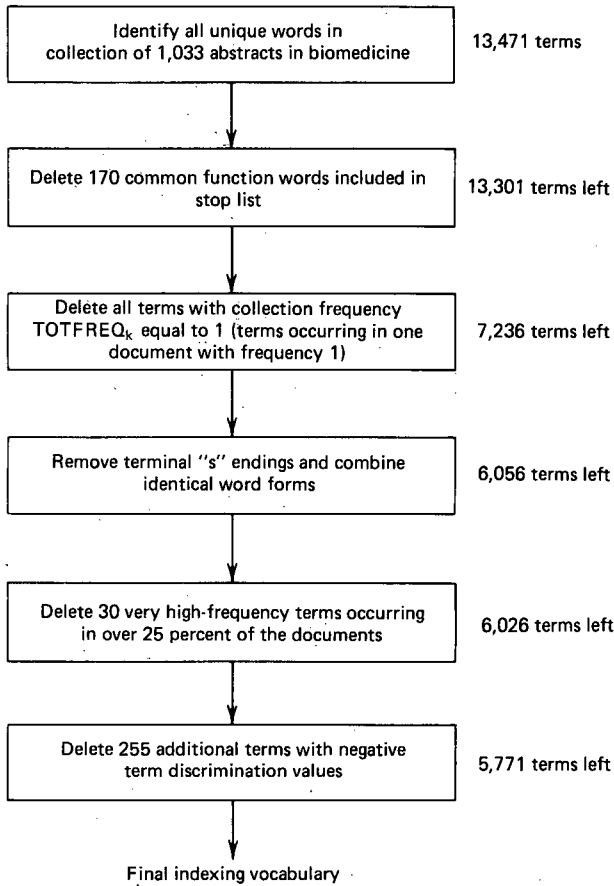 Identify all unique words in
collection of 1,033 abstracts in biomedicine
13,471 terms
Delete 170 common function words included in
stop list
13,301 terms left
Delete all terms with collection frequency
TOTFREQk equal to 1 (terms occurring in one
document with frequency 1)
7,236 terms left
Remove terminal "s" endings and combine
identical word forms
6,056 terms left
Delete 30 very high-frequency terms occurring
in over 25 percent of the documents
6,026 terms left
Delete 255 additional terms with negative
term discrimination values
5,771 terms left
Final indexing vocabulary